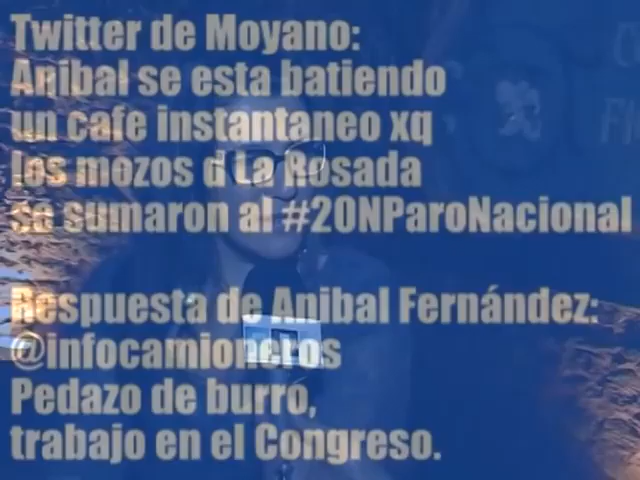 Twitter de Moyano:
Anibal se esta batiendo
un cafe instantaneo xq
los mozos d La Rosada
se sumaron al #20NParoNacional
Respuesta de Anibal Fernández:
@infocamioneros
Pedazo de burro,
trabajo en el Congreso.